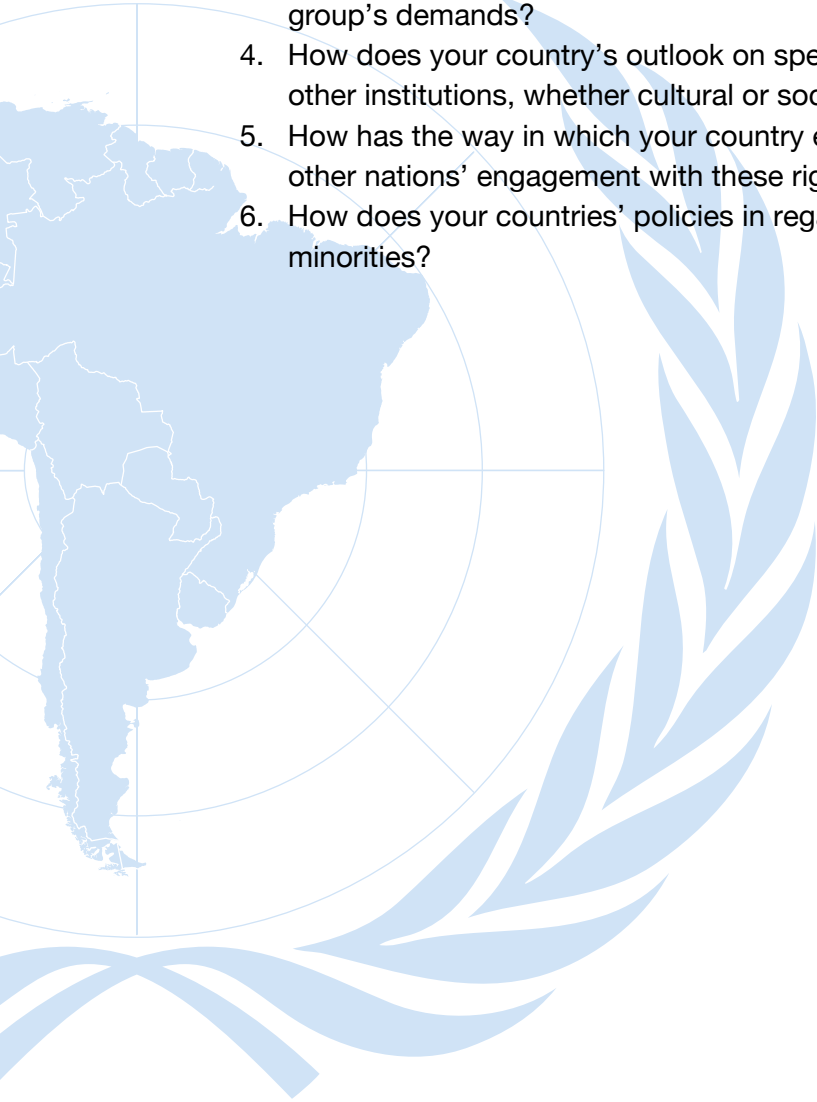 group’s demands?
4. How does your country’s outlook on spe
other institutions, whether cultural or soc
5. How has the way in which your country e
other nations’ engagement with these rig
6. How does your countries’ policies in rega
minorities?